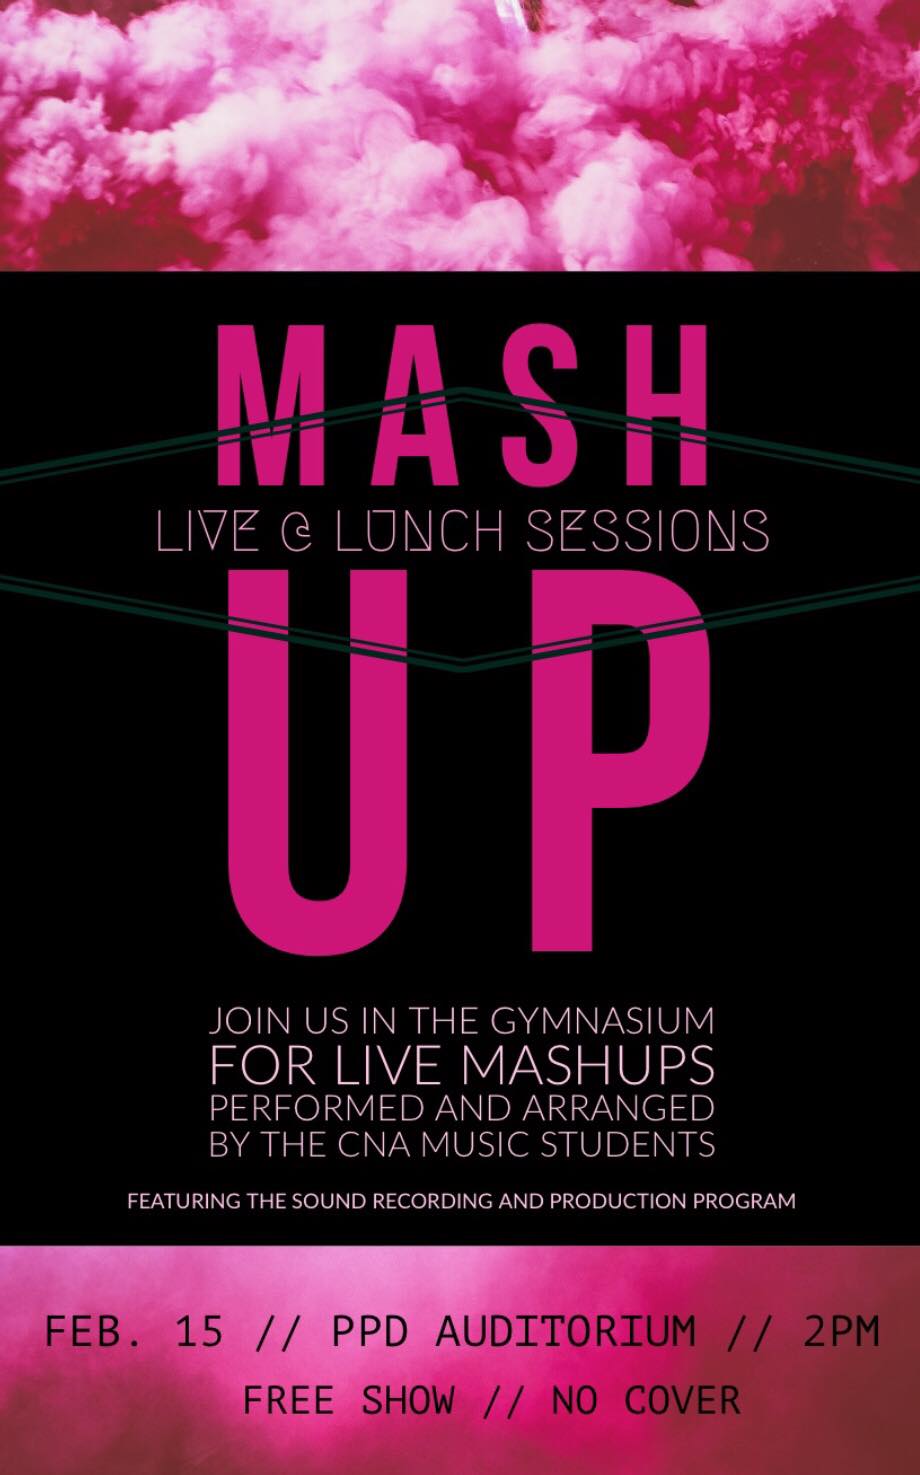 MASH
LIVE @ LUNCH SESSIONS
UP
JOIN US IN THE GYMNASIUM
FOR LIVE MASHUPS
PERFORMED AND ARRANGED
BY THE CNA MUSIC STUDENTS
FEATURING THE SOUND RECORDING AND PRODUCTION PROGRAM
FEB. 15 // PPD AUDITORIUM // 2PM
FREE SHOW // NO COVER